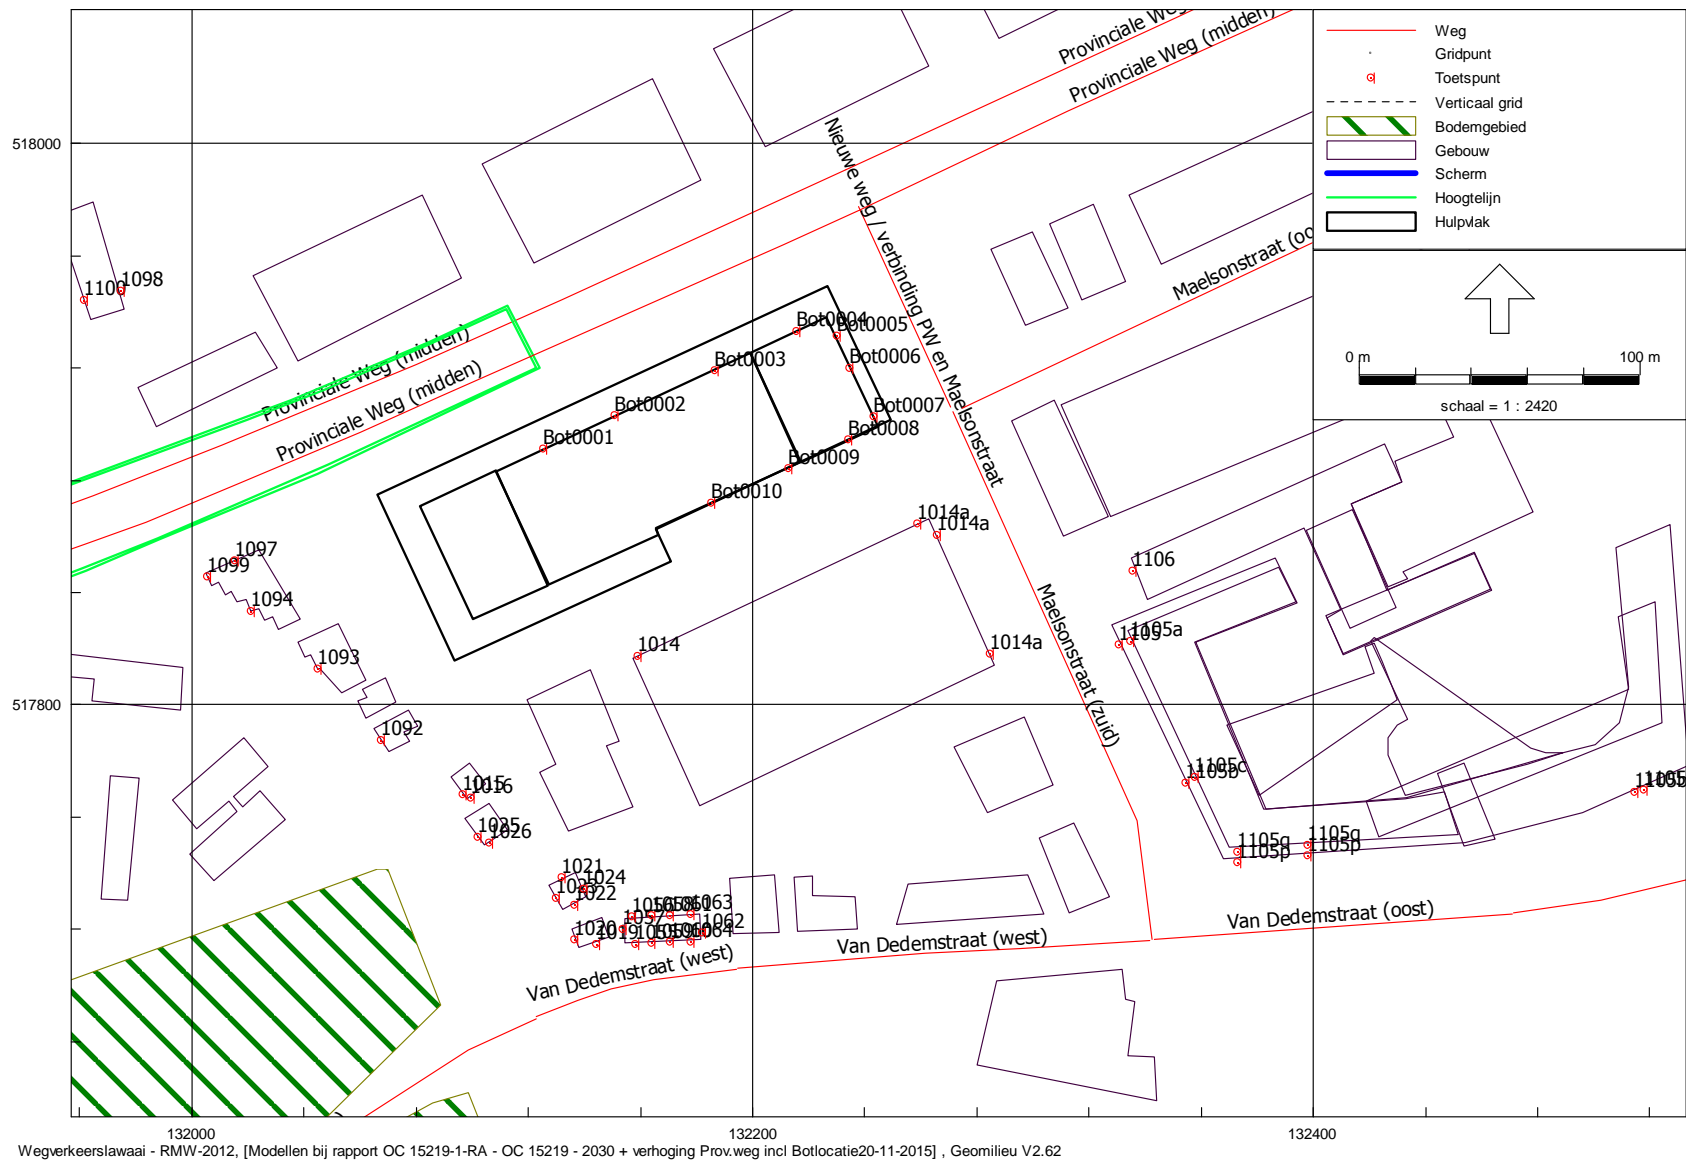 Provinciale Weg
Provinciale Weg (midden)
Weg
Gridpunt
Toetspunt
Verticaal grid
Bodemgebied
Gebouw
Scherm
Hoogtelijn
Hulpvlak
518000
Nieuwe weg / verbinding PW en Maelsonstraat
Maelsonstraat (oo
1100
1098
0 m
100 m
schaal = 1 : 2420
Provinciale Weg (midden)
Provinciale Weg (midden)
Bot0004
Bot0005
Bot0003
Bot0006
Bot0002
Bot0007
Bot0001
Bot0008
Bot0009
Bot0010
1014a
1014a
1097
1099
1106
1094
1105
1105a
1014
1014a
1093
Maelsonstraat (zuid)
517800
1092
1105c
1105b
1015
1016
1025
1026
1105q
1105q
1105p
1105p
1021
1024
1022
1063
1062
1020
1019
1064
Van Dedemstraat (west)
Van Dedemstraat (west)
Van Dedemstraat (oost)
132000
132200
132400
Wegverkeerslawaai - RMW-2012, [Modellen bij rapport OC 15219-1-RA - OC 15219 - 2030 + verhoging Prov.weg incl Botlocatie20-11-2015] , Geomilieu V2.62